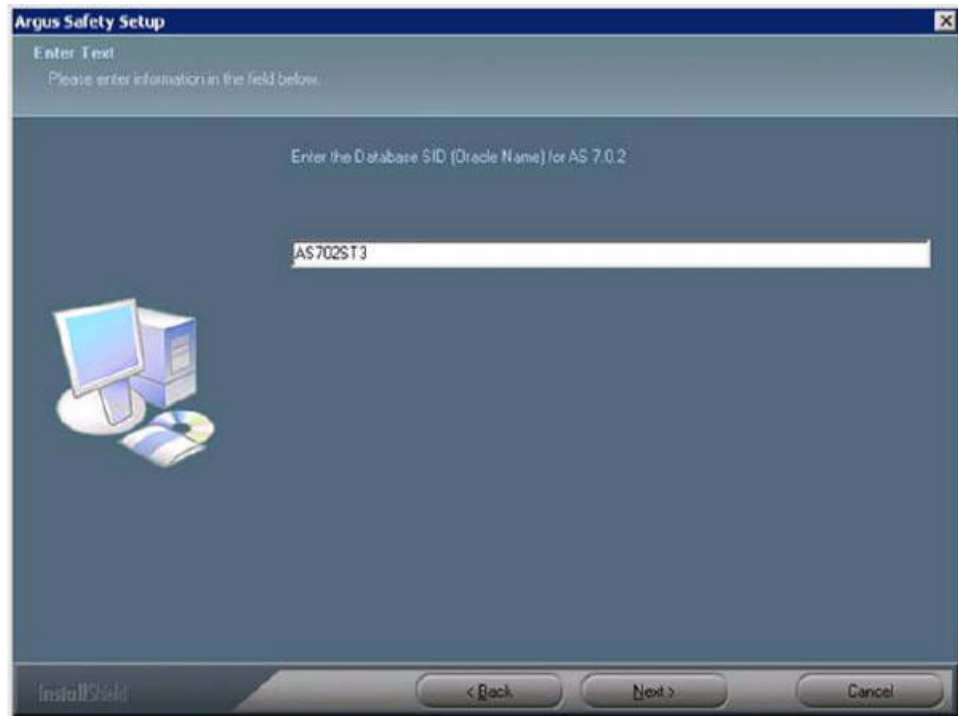 Argus Safety Setup
Enter Text
Please enter information in the field below.
Enter the Database SID (Oracle Name) for AS 7.0.2
AS702ST3
InstallShield
< Back
Next >
Cancel